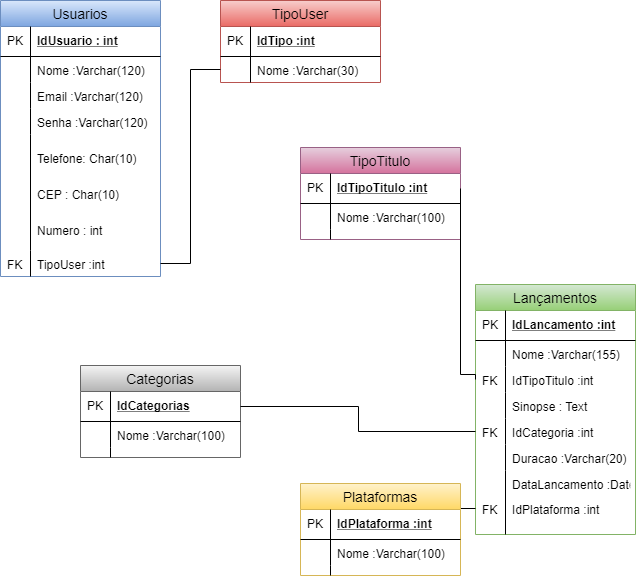 Usuarios
PK IdUsuario : int
Nome :Varchar(120)
Email :Varchar(120)
Senha :Varchar(120)
Telefone: Char(10)
CEP : Char(10)
Numero : int
FK TipoUser :int
TipoUser
PK IdTipo :int
Nome :Varchar(30)
TipoTitulo
PK IdTipoTitulo :int
Nome :Varchar(100)
Lançamentos
PK IdLancamento :int
Nome :Varchar(155)
FK IdTipoTitulo :int
Sinopse : Text
FK IdCategoria :int
Duracao :Varchar(20)
DataLancamento :Date
FK IdPlataforma :int
Categorias
PK IdCategorias
Nome :Varchar(100)
Plataformas
PK IdPlataforma :int
Nome :Varchar(100)